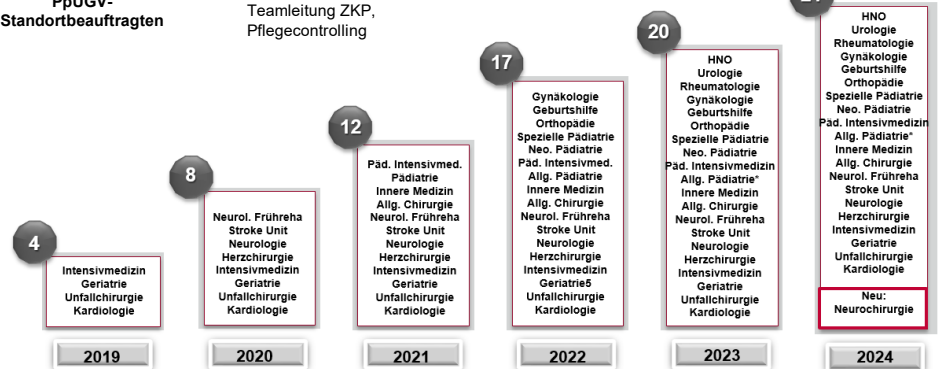 PpUGV-
Standortbeauftragten
Teamleitung ZKP,
Pflegecontrolling
4
Intensivmedizin
Geriatrie
Unfallchirurgie
Kardiologie
2019
8
Neurol. Frühreha
Stroke Unit
Neurologie
Herzchirurgie
Intensivmedizin
Geriatrie
Unfallchirurgie
Kardiologie
2020
12
Päd. Intensivmed.
Pädiatrie
Innere Medizin
Allg. Chirurgie
Neurol. Frühreha
Stroke Unit
Neurologie
Herzchirurgie
Intensivmedizin
Geriatrie
Unfallchirurgie
Kardiologie
2021
17
Gynäkologie
Geburtshilfe
Orthopädie
Spezielle Pädiatrie
Neo. Pädiatrie
Päd. Intensivmed.
Allg. Pädiatrie
Innere Medizin
Allg. Chirurgie
Neurol. Frühreha
Stroke Unit
Neurologie
Herzchirurgie
Intensivmedizin
Geriatrie5
Unfallchirurgie
Kardiologie
2022
20
HNO
Urologie
Rheumatologie
Gynäkologie
Geburtshilfe
Orthopädie
Spezielle Pädiatrie
Neo. Pädiatrie
Päd. Intensivmedizin
Allg. Pädiatrie*
Innere Medizin
Allg. Chirurgie
Neurol. Frühreha
Stroke Unit
Neurologie
Herzchirurgie
Intensivmedizin
Geriatrie
Unfallchirurgie
Kardiologie
2023
HNO
Urologie
Rheumatologie
Gynäkologie
Geburtshilfe
Orthopädie
Spezielle Pädiatrie
Neo. Pädiatrie
Päd. Intensivmedizin
Allg. Pädiatrie*
Innere Medizin
Allg. Chirurgie
Neurol. Frühreha
Stroke Unit
Neurologie
Herzchirurgie
Intensivmedizin
Geriatrie
Unfallchirurgie
Kardiologie
Neu:
Neurochirurgie
2024